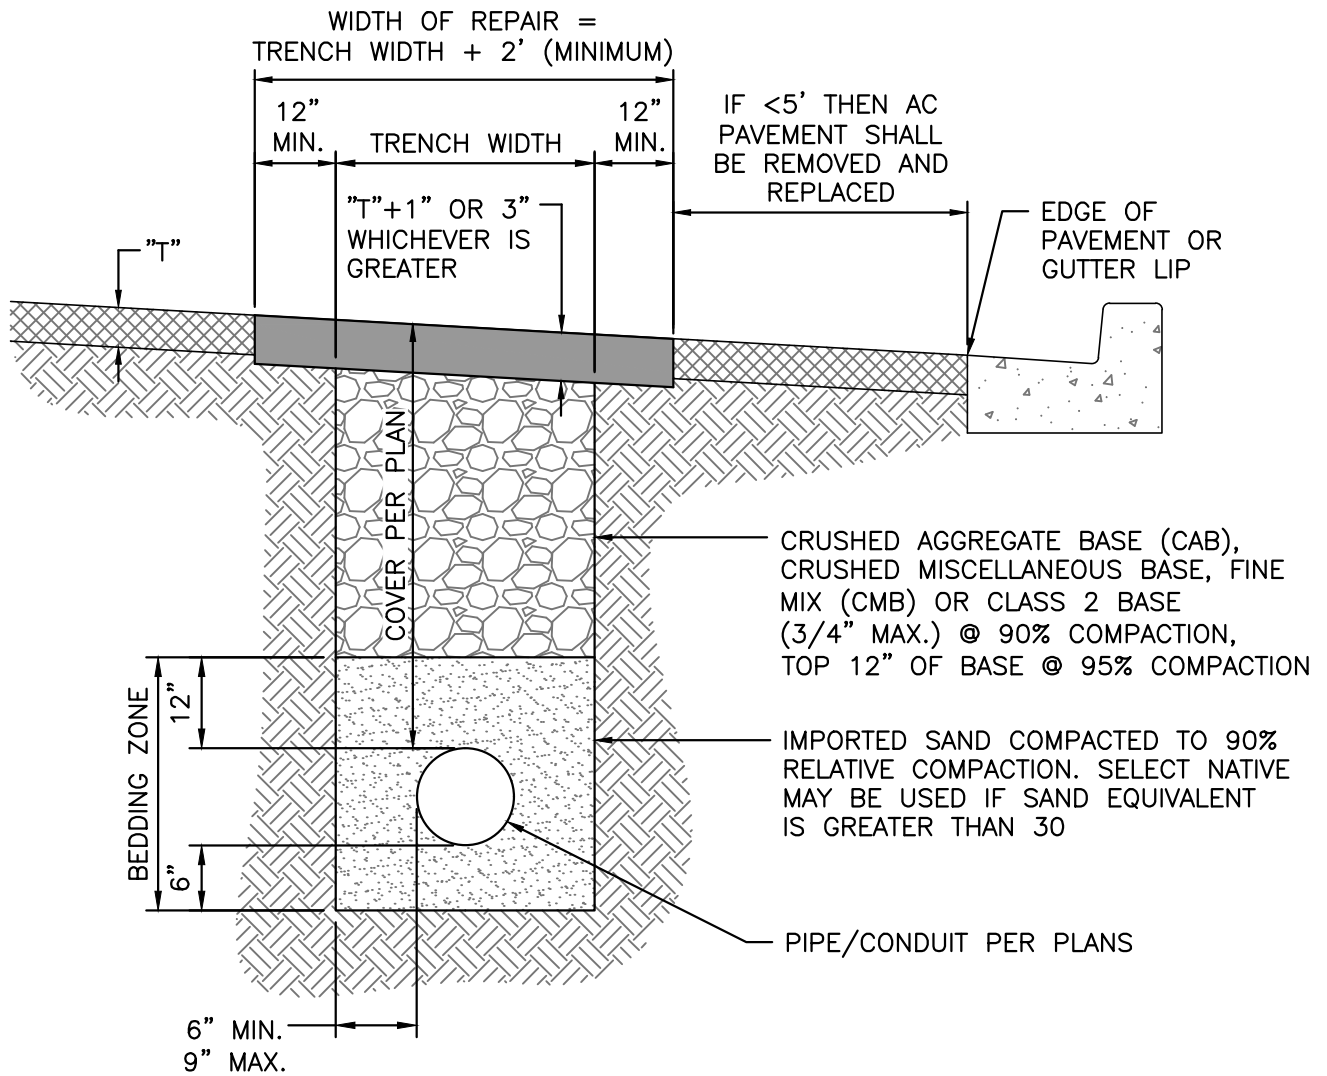 WIDTH OF REPAIR =
TRENCH WIDTH + 2' (MINIMUM)
12"
MIN.
TRENCH WIDTH
12"
MIN.
IF <5' THEN AC
PAVEMENT SHALL
BE REMOVED AND
REPLACED
"T"+1" OR 3"
WHICHEVER IS
GREATER
EDGE OF
PAVEMENT OR
GUTTER LIP
"T"
COVER PER PLAN
CRUSHED AGGREGATE BASE (CAB),
CRUSHED MISCELLANEOUS BASE, FINE
MIX (CMB) OR CLASS 2 BASE
(3/4" MAX.) @ 90% COMPACTION,
TOP 12" OF BASE @ 95% COMPACTION
BEDDING ZONE
12"
6"
IMPORTED SAND COMPACTED TO 90%
RELATIVE COMPACTION. SELECT NATIVE
MAY BE USED IF SAND EQUIVALENT
IS GREATER THAN 30
PIPE/CONDUIT PER PLANS
6" MIN.
9" MAX.